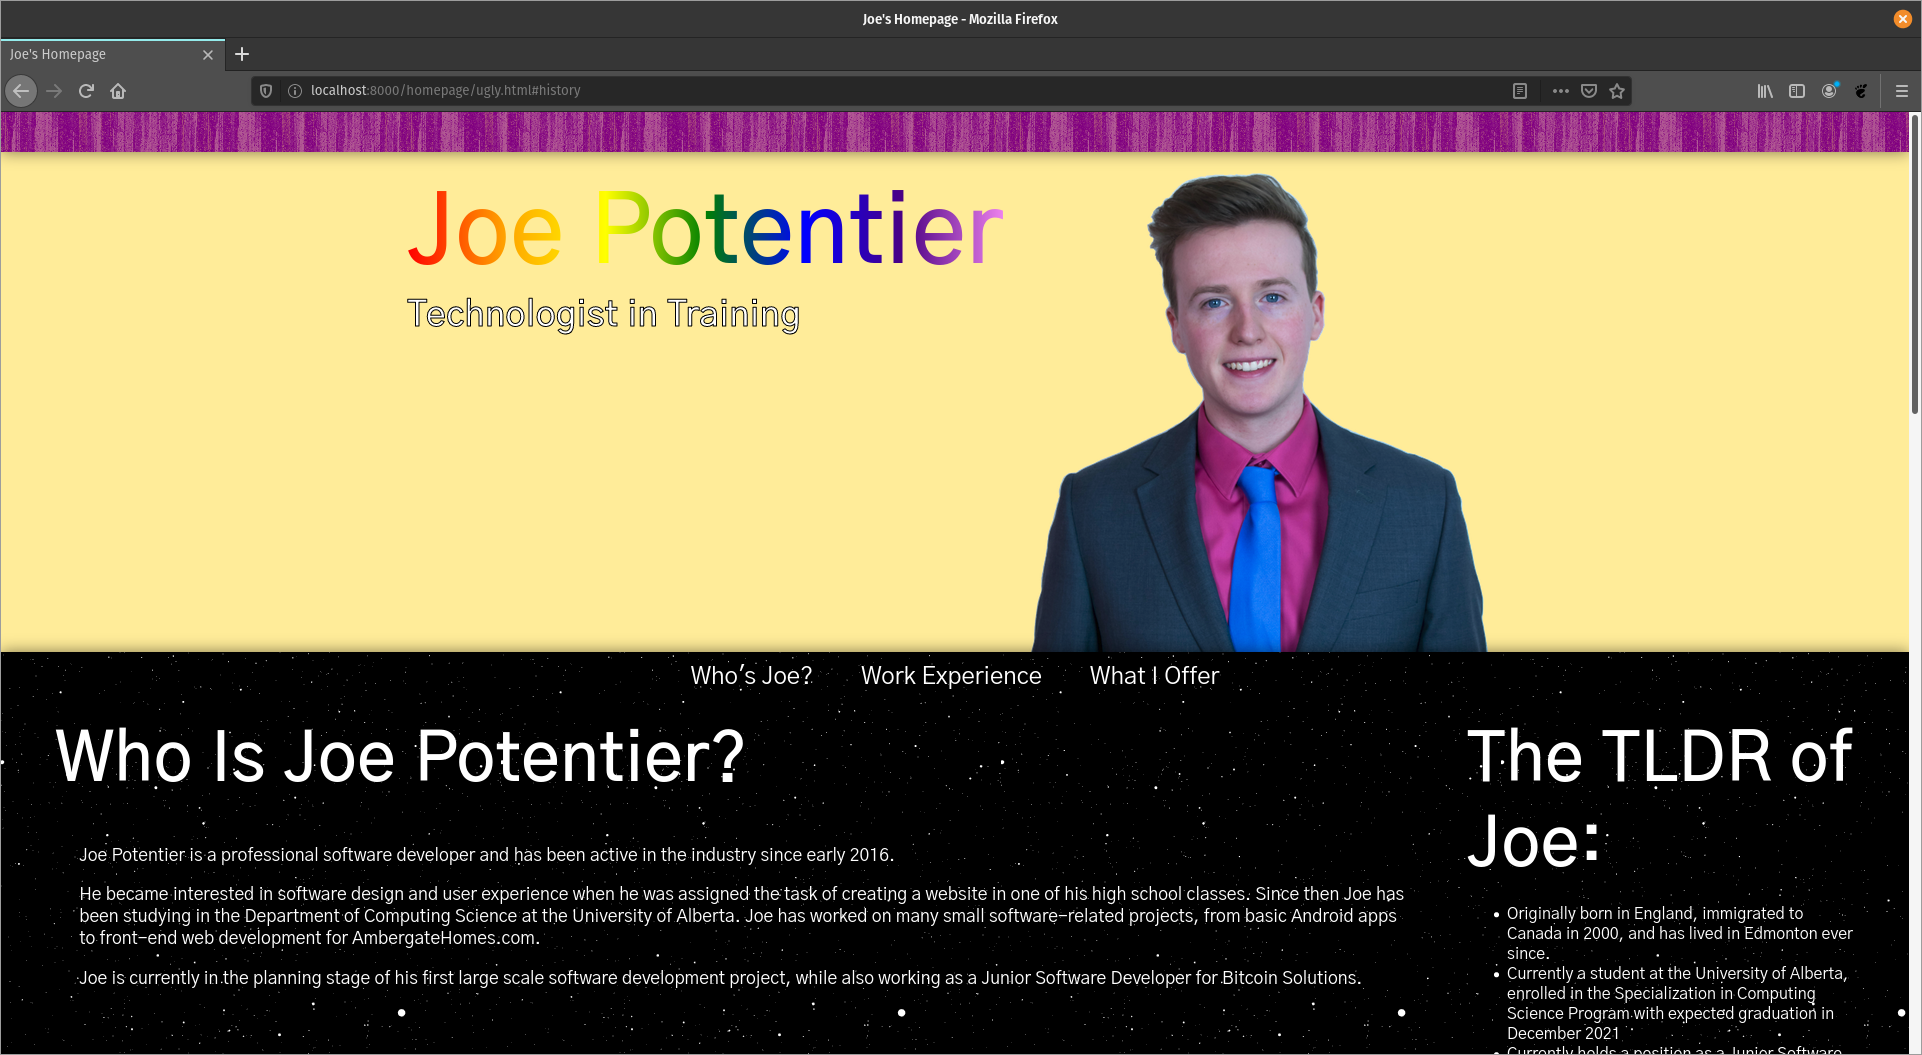 Joe's Homepage - Mozilla Firefox
Joe's Homepage
localhost:8000/homepage/ugly.html#history
Joe Potentier
Technologist in Training
Who's Joe? Work Experience What I Offer
Who Is Joe Potentier?
Joe Potentier is a professional software developer and has been active in the industry since early 2016.
He became interested in software design and user experience when he was assigned the task of creating a website in one of his high school classes. Since then Joe has
been studying in the Department of Computing Science at the University of Alberta. Joe has worked on many small software-related projects, from basic Android apps
to front-end web development for AmbergateHomes.com.
Joe is currently in the planning stage of his first large scale software development project, while also working as a Junior Software Developer for Bitcoin Solutions.
The TLDR of
Joe:
Originally born in England, immigrated to
Canada in 2000, and has lived in Edmonton ever
since.
Currently a student at the University of Alberta,
enrolled in the Specialization in Computing
Science Program with expected graduation in
December 2021
Currently holds a position as a Junior Software